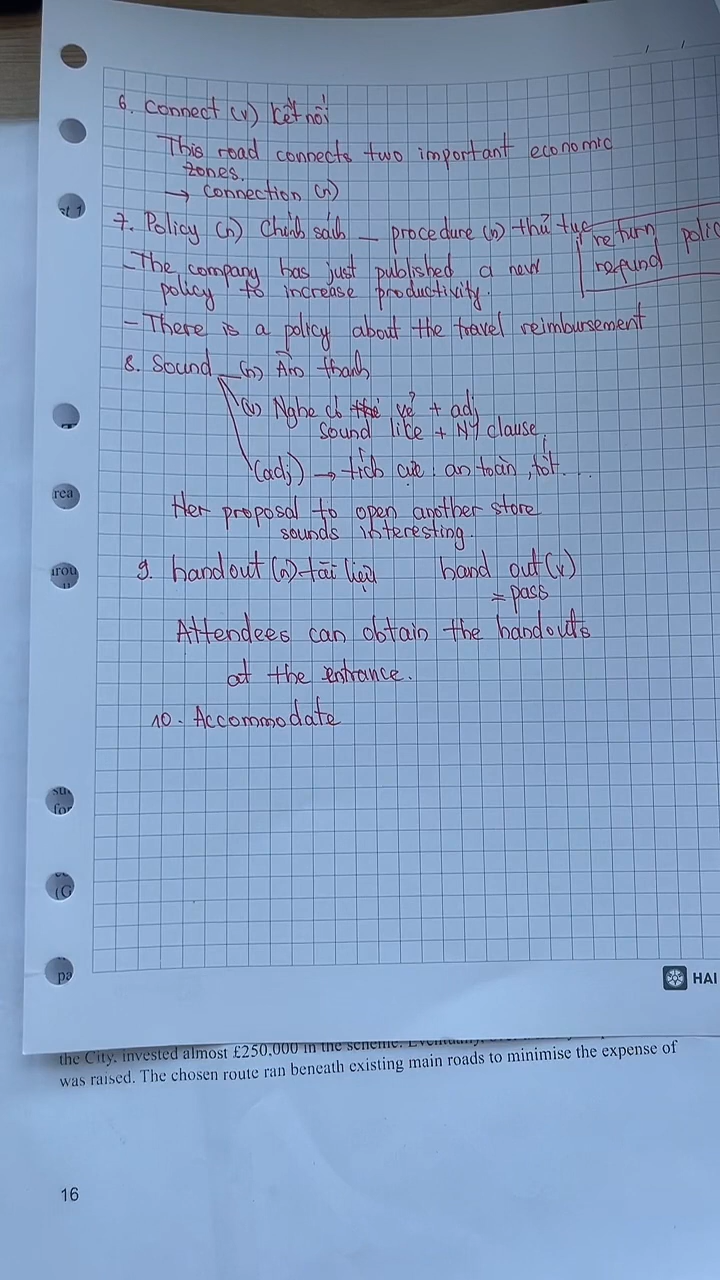 6. Connect (v) kết nối
This road connects two important economic
zones.
→ connection (n)
7. Policy (n) chính sách – procedure (n) thủ tục
return polic
refund
- The company has just published a new
policy to increase productivity.
- There is a policy about the travel reimbursement
8. Sound (n) Âm thanh
(v) Nghe có vẻ + adj
sound like + N/clause
(adj) → tích cực, an toàn, tốt...
Her proposal to open another store
sounds interesting.
9. handout (n) tài liệu hand out (v)
= pass
Attendees can obtain the handouts
at the entrance.
10. Accommodate
rea
for
(G
pa
HAI
the City, invested almost £250,000 in the scheme.
was raised. The chosen route ran beneath existing main roads to minimise the expense of
16